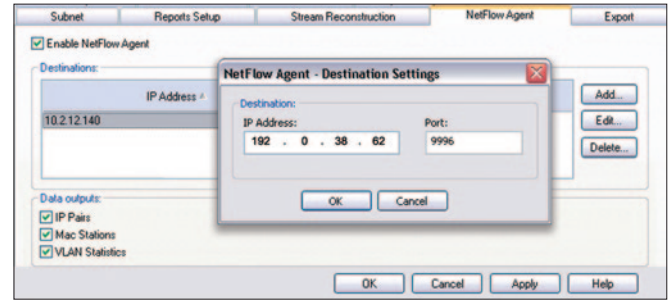 Subnet Reports Setup Stream Reconstruction NetFlow Agent Export
Enable NetFlow Agent
Destinations:
IP Address
10.2.12.140
Add...
Edit...
Delete...
NetFlow Agent - Destination Settings
Destination:
IP Address: Port:
192 . 0 . 38 . 62 9996
OK Cancel
Data outputs:
IP Pairs
Mac Stations
VLAN Statistics
OK Cancel Apply Help